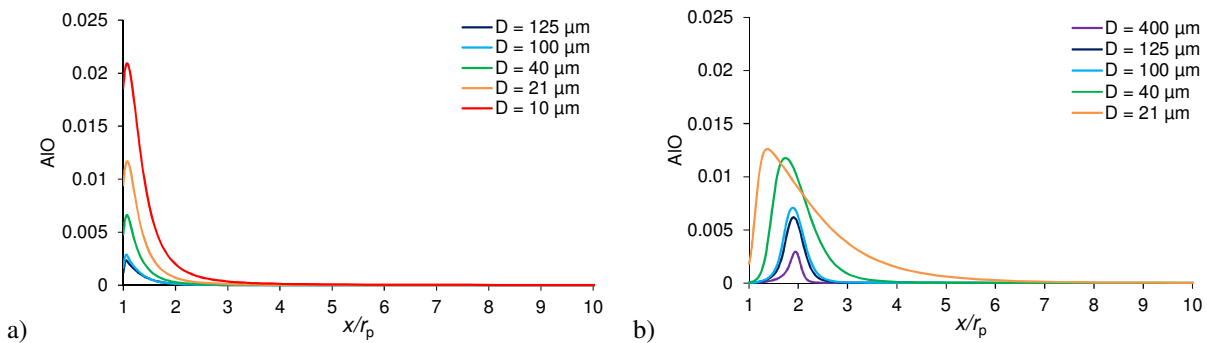 0.025
0.02
0.015
0.01
0.005
0
AIO
1 2 3 4 5 6 7 8 9 10
x/rp
D = 125 µm
D = 100 µm
D = 40 µm
D = 21 µm
D = 10 µm
a)
0.025
0.02
0.015
0.01
0.005
0
AIO
1 2 3 4 5 6 7 8 9 10
x/rp
D = 400 µm
D = 125 µm
D = 100 µm
D = 40 µm
D = 21 µm
b)